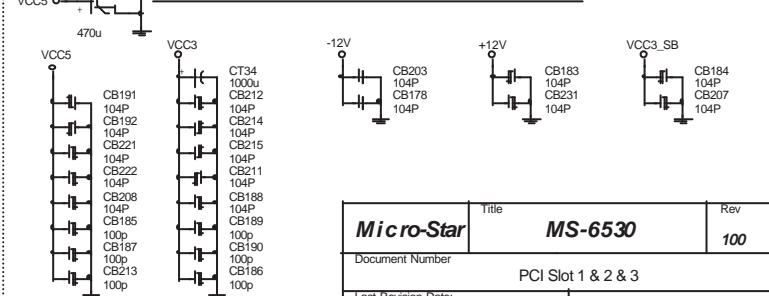 VCC5
+
470u
VCC5
CB191
104P
CB192
104P
CB221
104P
CB222
104P
CB208
104P
CB185
100p
CB187
100p
CB213
100p
VCC3
+
CT34
1000u
CB212
104P
CB214
104P
CB215
104P
CB211
104P
CB188
104P
CB189
100p
CB190
100p
CB186
100p
-12V
CB203
104P
CB178
104P
+12V
CB183
104P
CB231
104P
VCC3_SB
CB184
104P
CB207
104P
Micro-Star
Title
MS-6530
Rev
100
Document Number
PCI Slot 1 & 2 & 3
Last Revision Date: